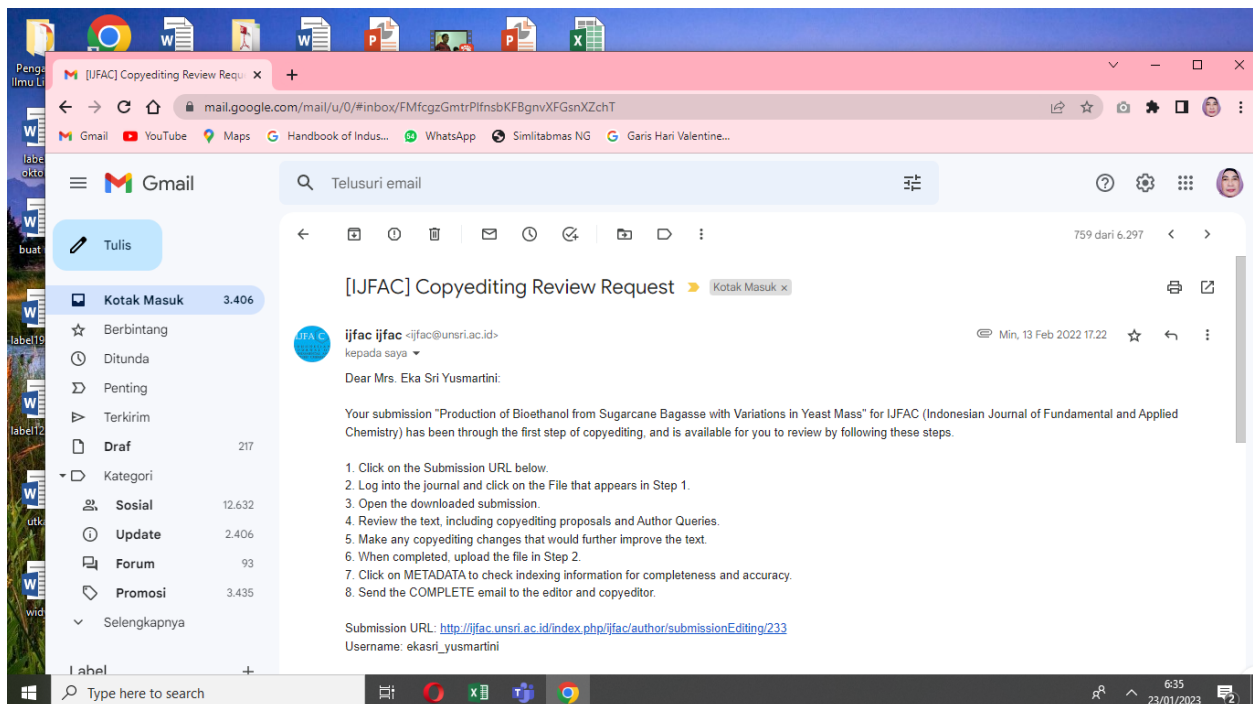 Penga
Ilmu Li
labe
okto
buat
label19
label12
utk
wid
[IJFAC] Copyediting Review Requ
mail.google.com/mail/u/0/#inbox/FMfcgzGmtrPlfnsbKFBgnvXFGsnXZchT
Gmail YouTube Maps Handbook of Indus... WhatsApp Simlitabmas NG Garis Hari Valentine...
Gmail
Telusuri email
Tulis
759 dari 6.297
Kotak Masuk 3.406
Berbintang
Ditunda
Penting
Terkirim
Draf 217
Kategori
Sosial 12.632
Update 2.406
Forum 93
Promosi 3.435
Selengkapnya
Label
[IJFAC] Copyediting Review Request Kotak Masuk x
ijfac ijfac <ijfac@unsri.ac.id> Min, 13 Feb 2022 17.22
kepada saya
Dear Mrs. Eka Sri Yusmartini:
Your submission "Production of Bioethanol from Sugarcane Bagasse with Variations in Yeast Mass" for IJFAC (Indonesian Journal of Fundamental and Applied
Chemistry) has been through the first step of copyediting, and is available for you to review by following these steps.
1. Click on the Submission URL below.
2. Log into the journal and click on the File that appears in Step 1.
3. Open the downloaded submission.
4. Review the text, including copyediting proposals and Author Queries.
5. Make any copyediting changes that would further improve the text.
6. When completed, upload the file in Step 2.
7. Click on METADATA to check indexing information for completeness and accuracy.
8. Send the COMPLETE email to the editor and copyeditor.
Submission URL: http://ijfac.unsri.ac.id/index.php/ijfac/author/submissionEditing/233
Username: ekasri_yusmartini
Type here to search
6:35
23/01/2023
2